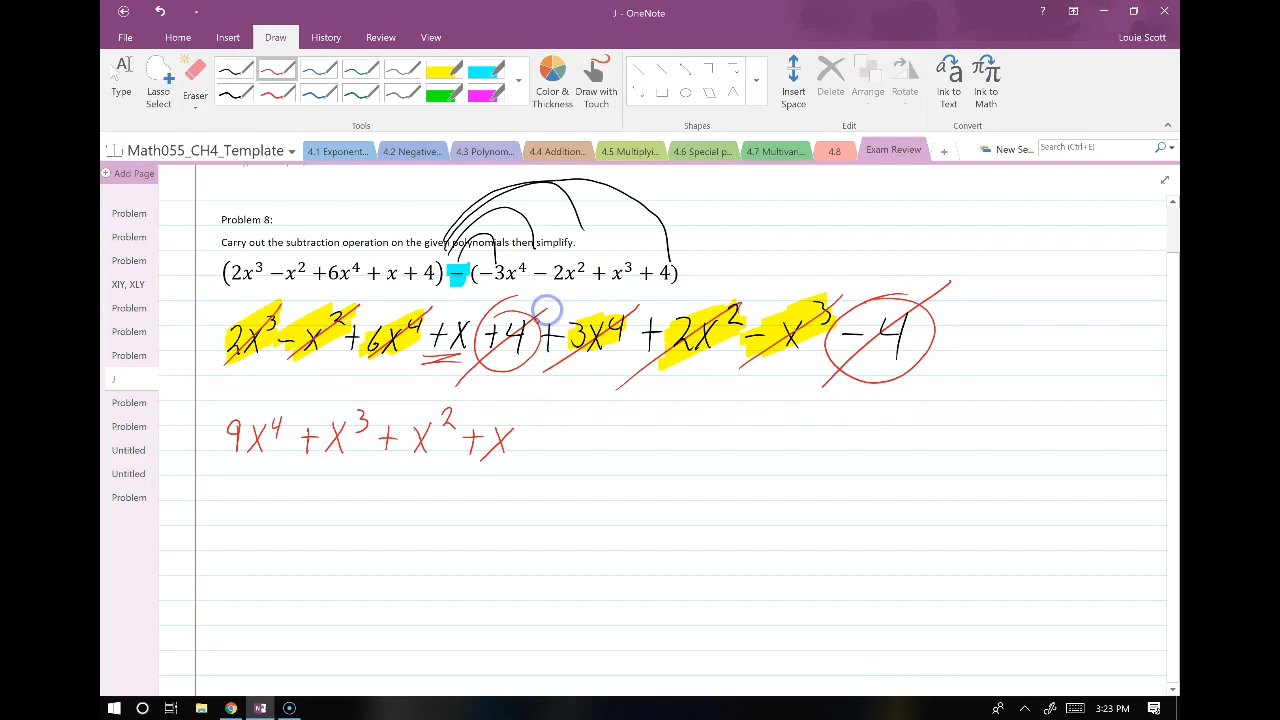 J - OneNote
?
File Home Insert Draw History Review View Louie Scott
Type Lasso Select Eraser Color & Thickness Draw with Touch Insert Space Delete Arrange Rotate Ink to Text Ink to Math
Tools Shapes Edit Convert
Math055_CH4_Template 4.1 Exponent... 4.2 Negative... 4.3 Polynom... 4.4 Addition... 4.5 Multiplyi... 4.6 Special p... 4.7 Multivari... 4.8 Exam Review + New Se... Search (Ctrl+E)
Add Page
Problem
Problem
Problem
XIY, XLY
Problem
Problem
Problem
J
Problem
Problem
Untitled
Untitled
Problem
Problem 8:
Carry out the subtraction operation on the given polynomials then simplify.
(2x³ −x² +6x⁴ + x + 4) − (−3x⁴ − 2x² + x³ + 4)
2x³ − x² + 6x⁴ + x + 4 + 3x⁴ + 2x² − x³ − 4
9x⁴ + x³ + x² + x
3:23 PM